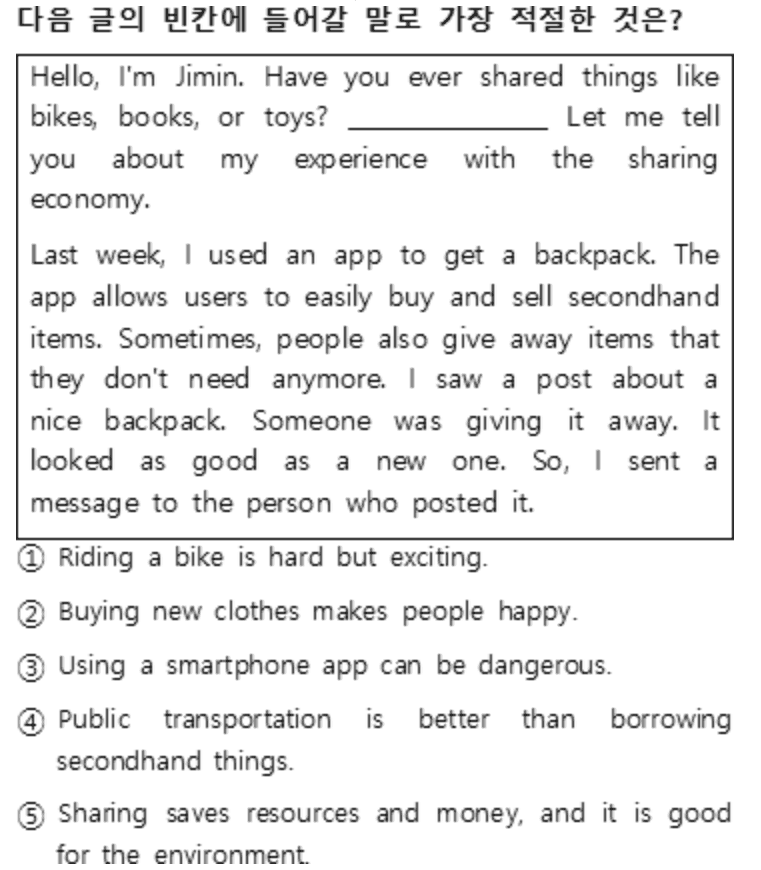 다음 글의 빈칸에 들어갈 말로 가장 적절한 것은?
Hello, I'm Jimin. Have you ever shared things like
bikes, books, or toys? ______________ Let me tell
you about my experience with the sharing
economy.
Last week, I used an app to get a backpack. The
app allows users to easily buy and sell secondhand
items. Sometimes, people also give away items that
they don't need anymore. I saw a post about a
nice backpack. Someone was giving it away. It
looked as good as a new one. So, I sent a
message to the person who posted it.
① Riding a bike is hard but exciting.
② Buying new clothes makes people happy.
③ Using a smartphone app can be dangerous.
④ Public transportation is better than borrowing
secondhand things.
⑤ Sharing saves resources and money, and it is good
for the environment.